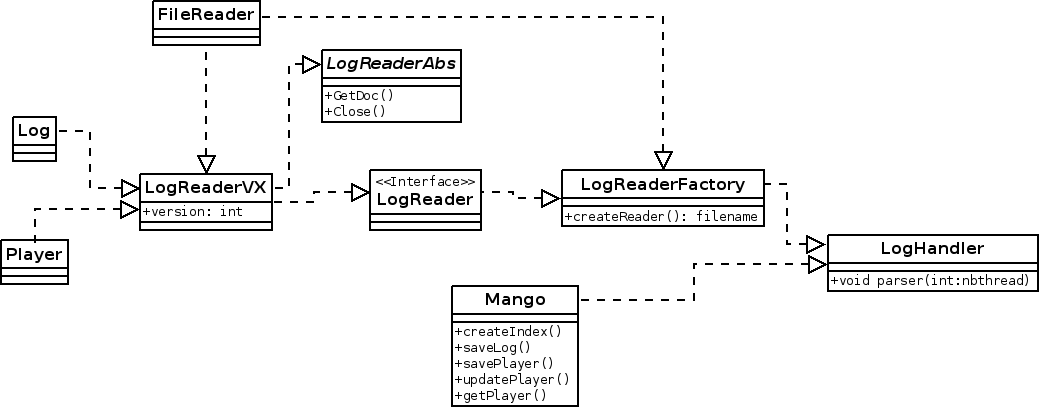 FileReader
LogReaderAbs
+GetDoc()
+Close()
Log
LogReaderVX
+version: int
<<Interface>>
LogReader
LogReaderFactory
+createReader(): filename
Player
LogHandler
+void parser(int:nbthread)
Mango
+createIndex()
+saveLog()
+savePlayer()
+updatePlayer()
+getPlayer()